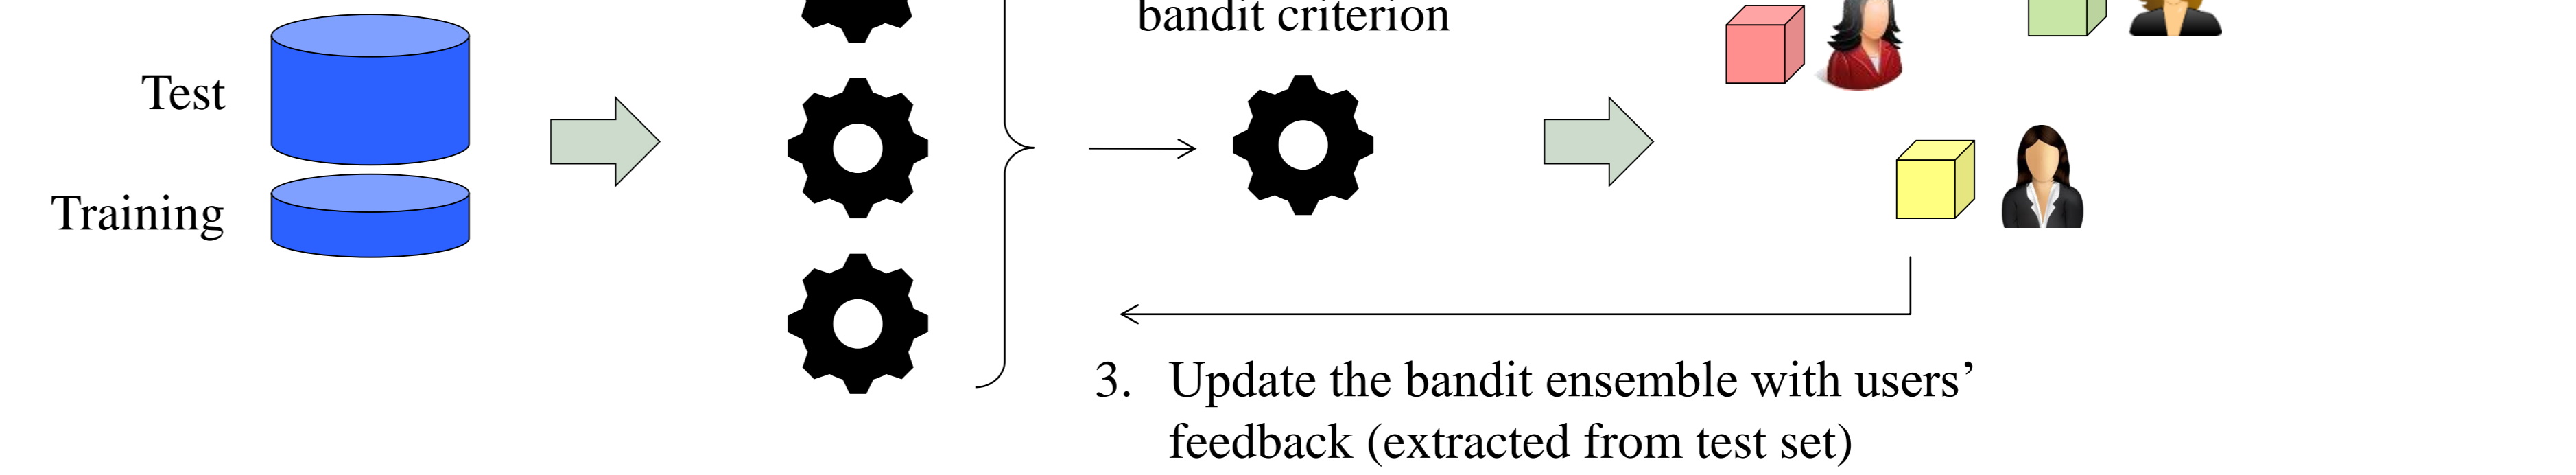 bandit criterion
Test
Training
3. Update the bandit ensemble with users’
feedback (extracted from test set)